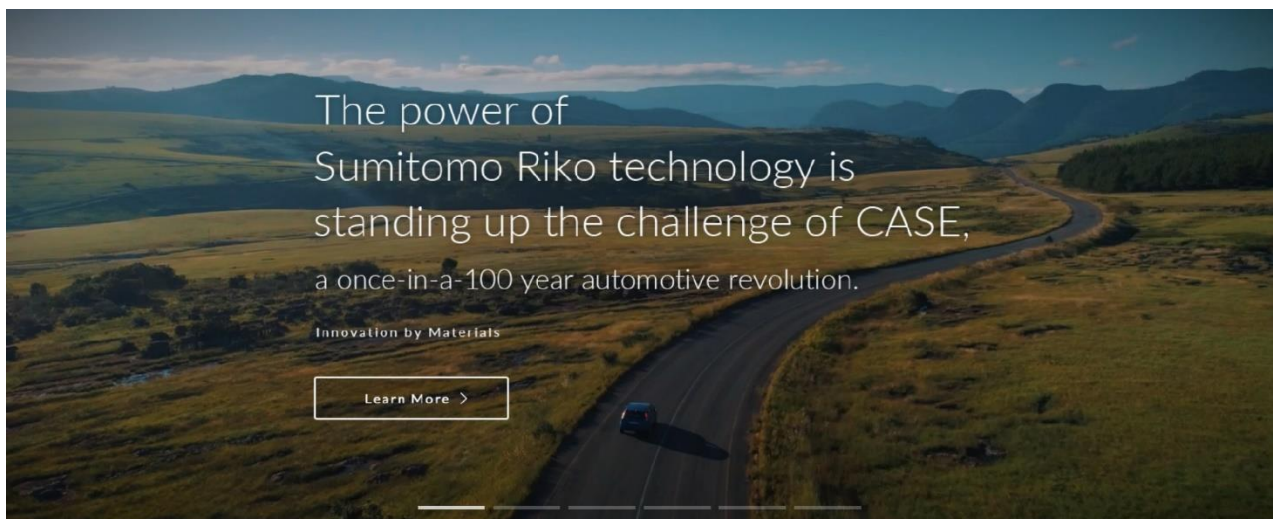 The power of
Sumitomo Riko technology is
standing up the challenge of CASE,
a once-in-a-100 year automotive revolution.
Innovation by Materials
Learn More >